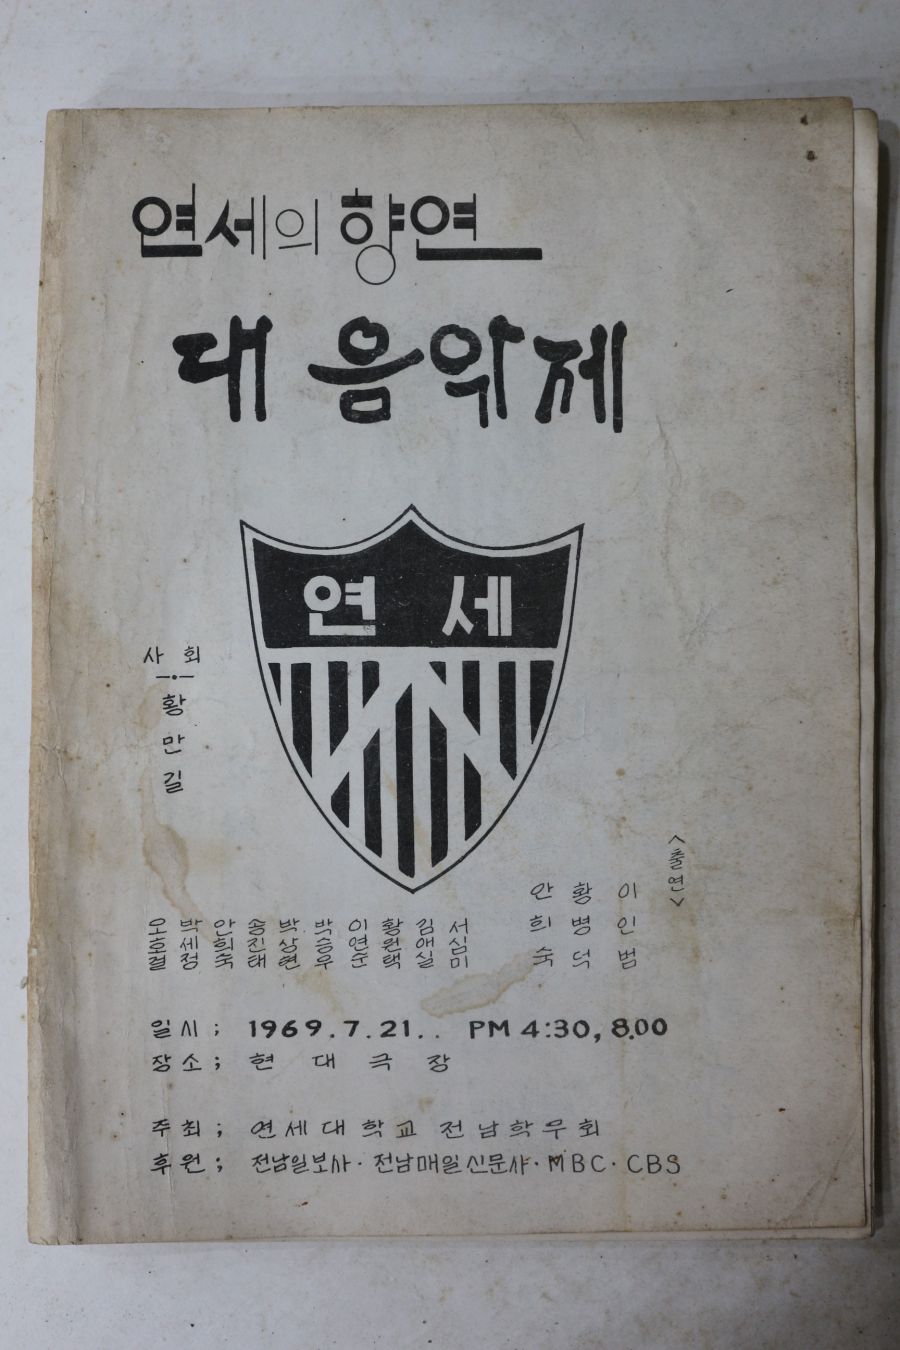 연세의 향연
대 음악제
연 세
사 회
황만길
<출연>
이인범
황병덕
안희숙
서심미
김애실
황원택
이연순
박승우
박상현
송진태
안희숙
박세정
오호걸
일시; 1969.7.21.. PM 4:30, 8.00
장소; 현 대 극 장
주최; 연세대학교 전남학우회
후원; 전남일보사·전남매일신문사·MBC·CBS